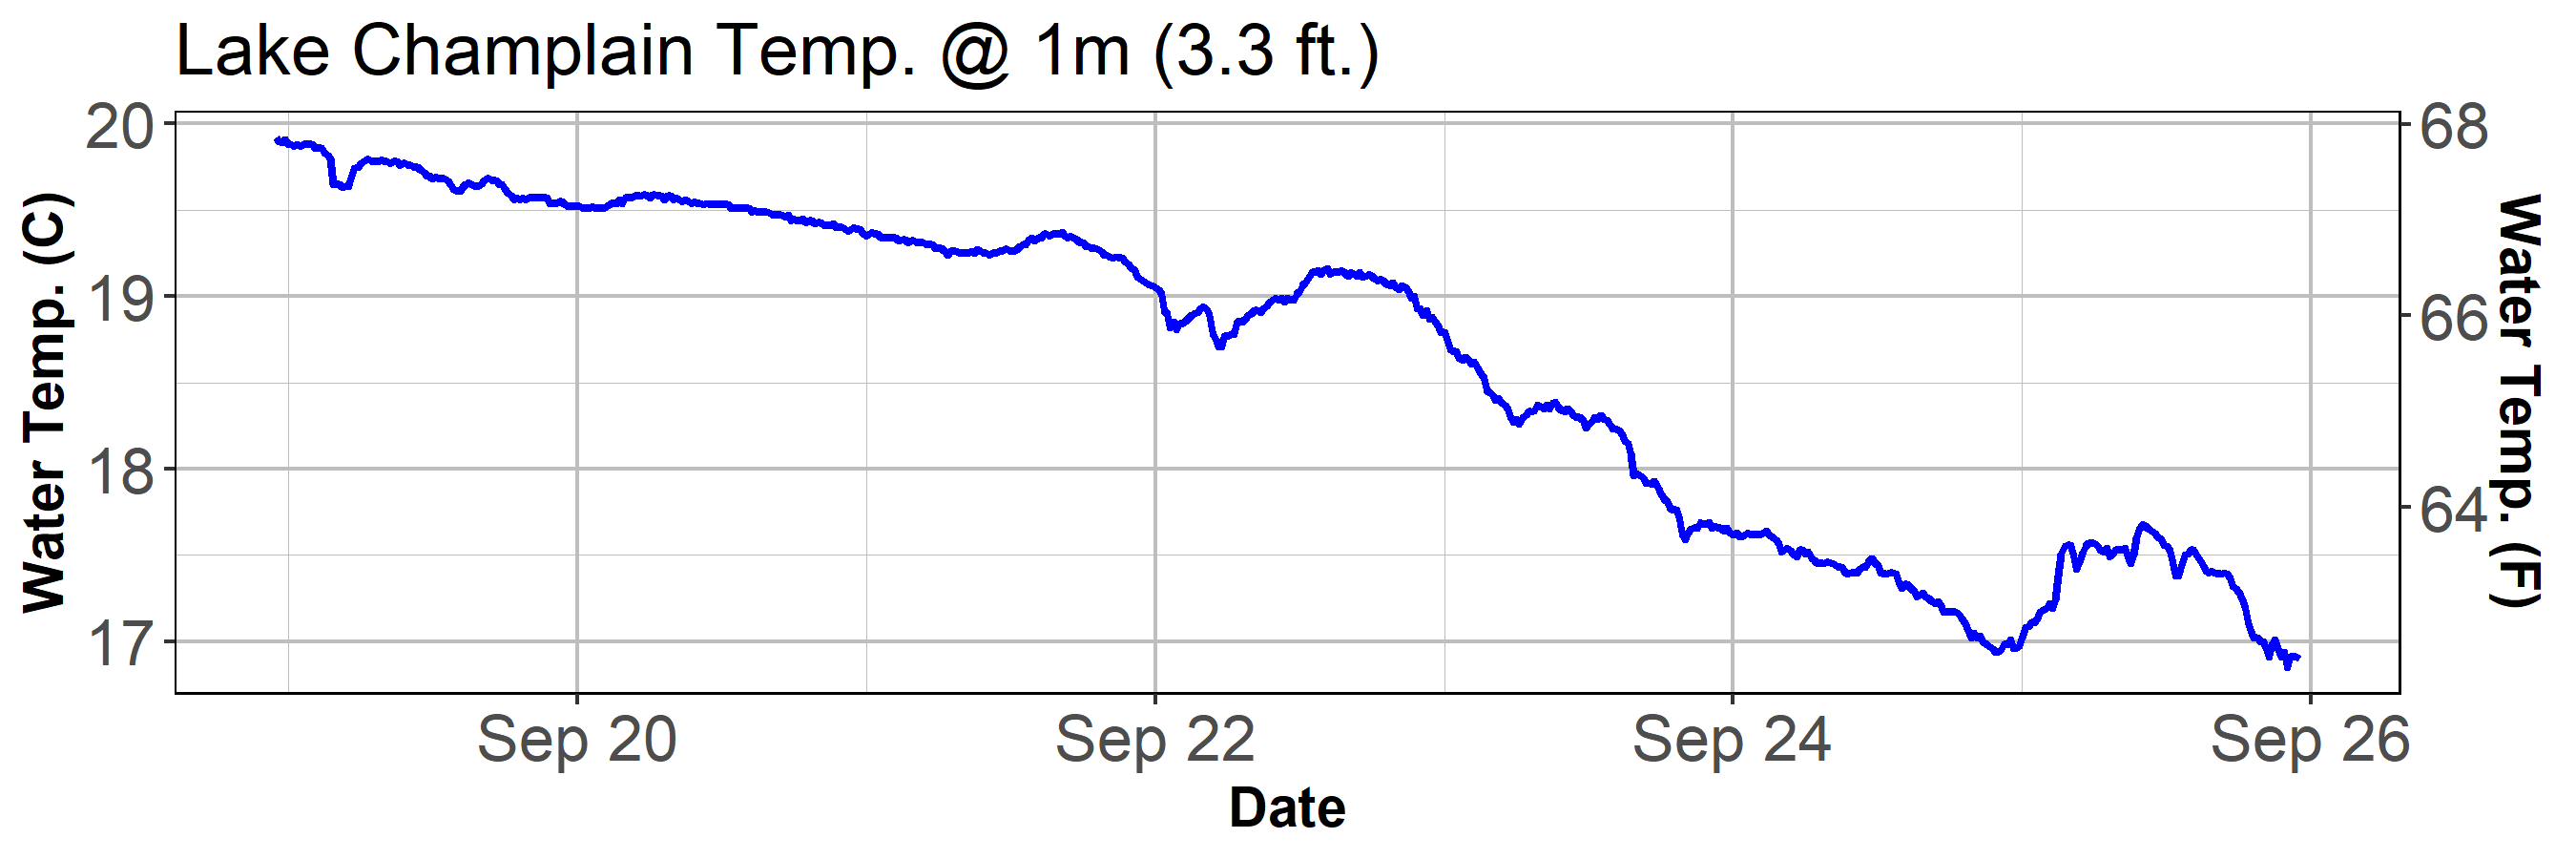 Lake Champlain Temp. @ 1m (3.3 ft.)
20
19
18
17
Water Temp. (C)
68
66
64
Water Temp. (F)
Sep 20
Sep 22
Sep 24
Sep 26
Date